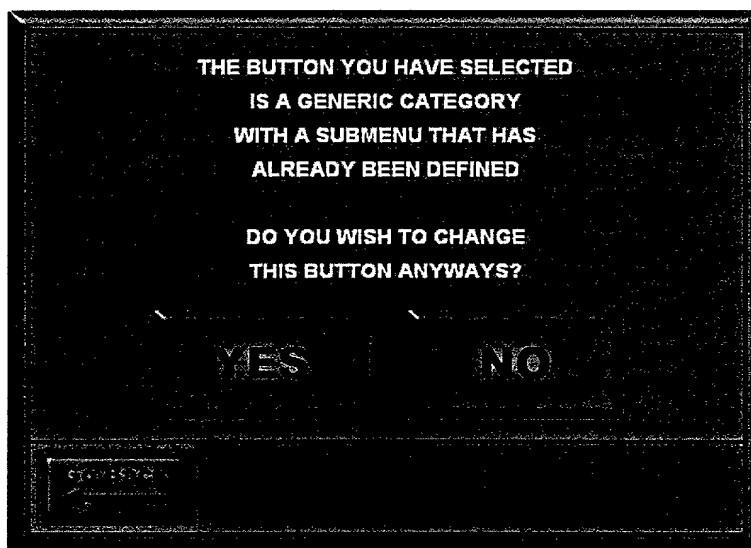 THE BUTTON YOU HAVE SELECTED
IS A GENERIC CATEGORY
WITH A SUBMENU THAT HAS
ALREADY BEEN DEFINED
DO YOU WISH TO CHANGE
THIS BUTTON ANYWAYS?
YES NO